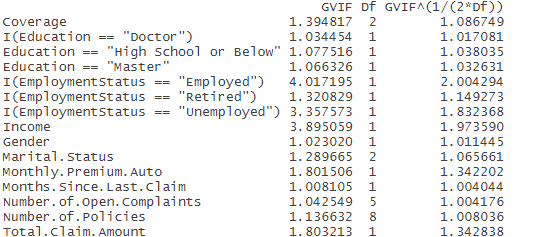 GVIF Df GVIF^(1/(2*Df))
Coverage 1.394817 2 1.086749
I(Education == "Doctor") 1.034454 1 1.017081
Education == "High School or Below" 1.077516 1 1.038035
Education == "Master" 1.066326 1 1.032631
I(EmploymentStatus == "Employed") 4.017195 1 2.004294
I(EmploymentStatus == "Retired") 1.320829 1 1.149273
I(EmploymentStatus == "Unemployed") 3.357573 1 1.832368
Income 3.895059 1 1.973590
Gender 1.023020 1 1.011445
Marital.Status 1.289665 2 1.065661
Monthly.Premium.Auto 1.801506 1 1.342202
Months.Since.Last.Claim 1.008105 1 1.004044
Number.of.Open.Complaints 1.042549 5 1.004176
Number.of.Policies 1.136632 8 1.008036
Total.Claim.Amount 1.803213 1 1.342838